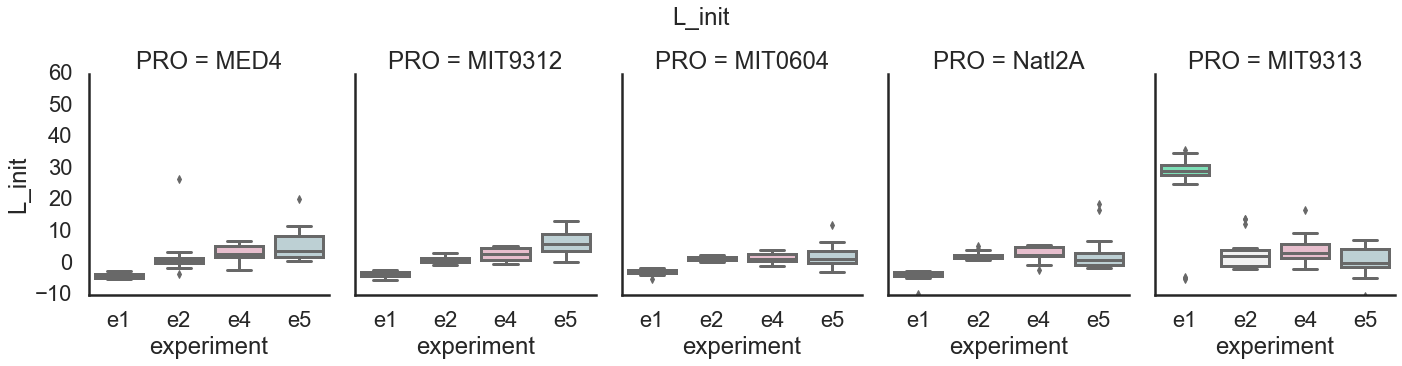 L_init
PRO = MED4
PRO = MIT9312
PRO = MIT0604
PRO = Natl2A
PRO = MIT9313
60
50
40
30
20
10
0
−10
L_init
e1 e2 e4 e5
e1 e2 e4 e5
e1 e2 e4 e5
e1 e2 e4 e5
e1 e2 e4 e5
experiment
experiment
experiment
experiment
experiment